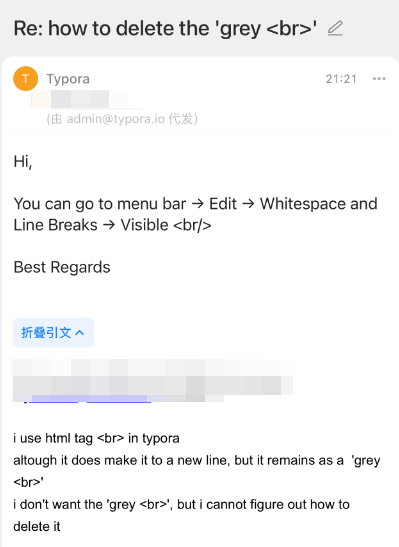 Re: how to delete the 'grey <br>'
T
Typora
21:21
(由 admin@typora.io 代发)
Hi,
You can go to menu bar → Edit → Whitespace and
Line Breaks → Visible <br/>
Best Regards
折叠引文
i use html tag <br> in typora
altough it does make it to a new line, but it remains as a  'grey
<br>'
i don't want the 'grey <br>', but i cannot figure out how to
delete it